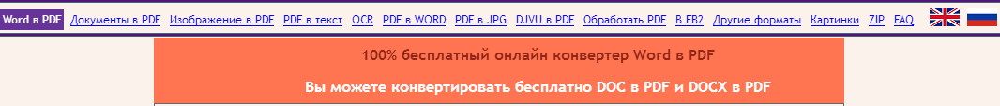 Word в PDF Документы в PDF Изображение в PDF PDF в текст OCR PDF в WORD PDF в JPG DJVU в PDF Обработать PDF В FB2 Другие форматы Картинки ZIP FAQ
100% бесплатный онлайн конвертер Word в PDF
Вы можете конвертировать бесплатно DOC в PDF и DOCX в PDF